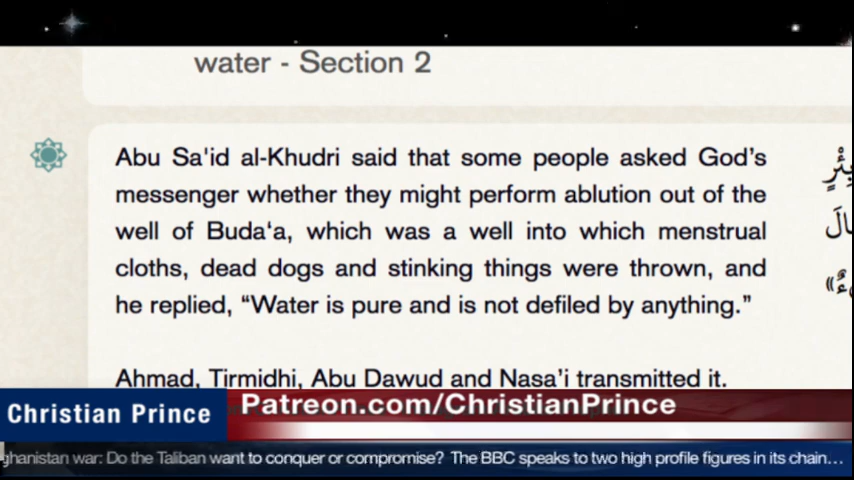 water - Section 2
Abu Sa'id al-Khudri said that some people asked God's
messenger whether they might perform ablution out of the
well of Buda‘a, which was a well into which menstrual
cloths, dead dogs and stinking things were thrown, and
he replied, “Water is pure and is not defiled by anything.”
Ahmad, Tirmidhi, Abu Dawud and Nasa’i transmitted it.
Christian Prince
Patreon.com/ChristianPrince
war: Do the Taliban want to conquer or compromise? The BBC speaks to two high profile figures in its chain...